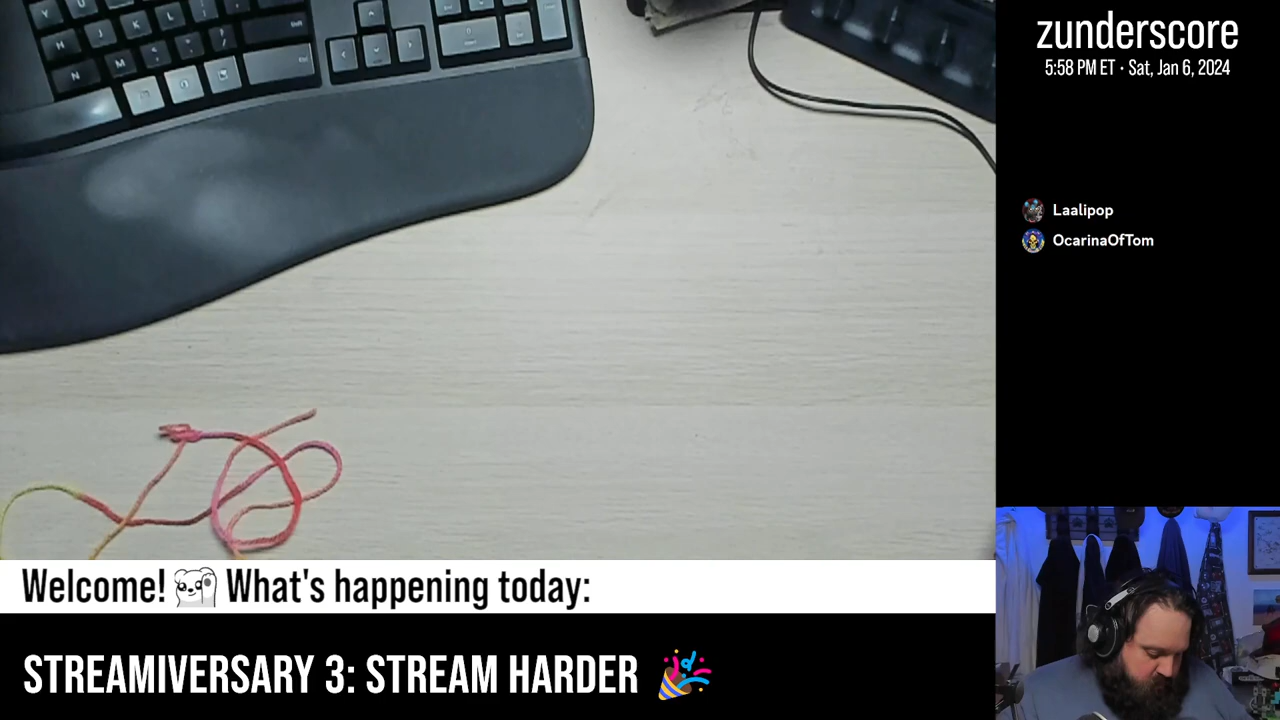 zunderscore
5:58 PM ET · Sat, Jan 6, 2024
Laalipop
OcarinaOfTom
Y U
H J K L
N M
Welcome! What's happening today:
STREAMIVERSARY 3: STREAM HARDER